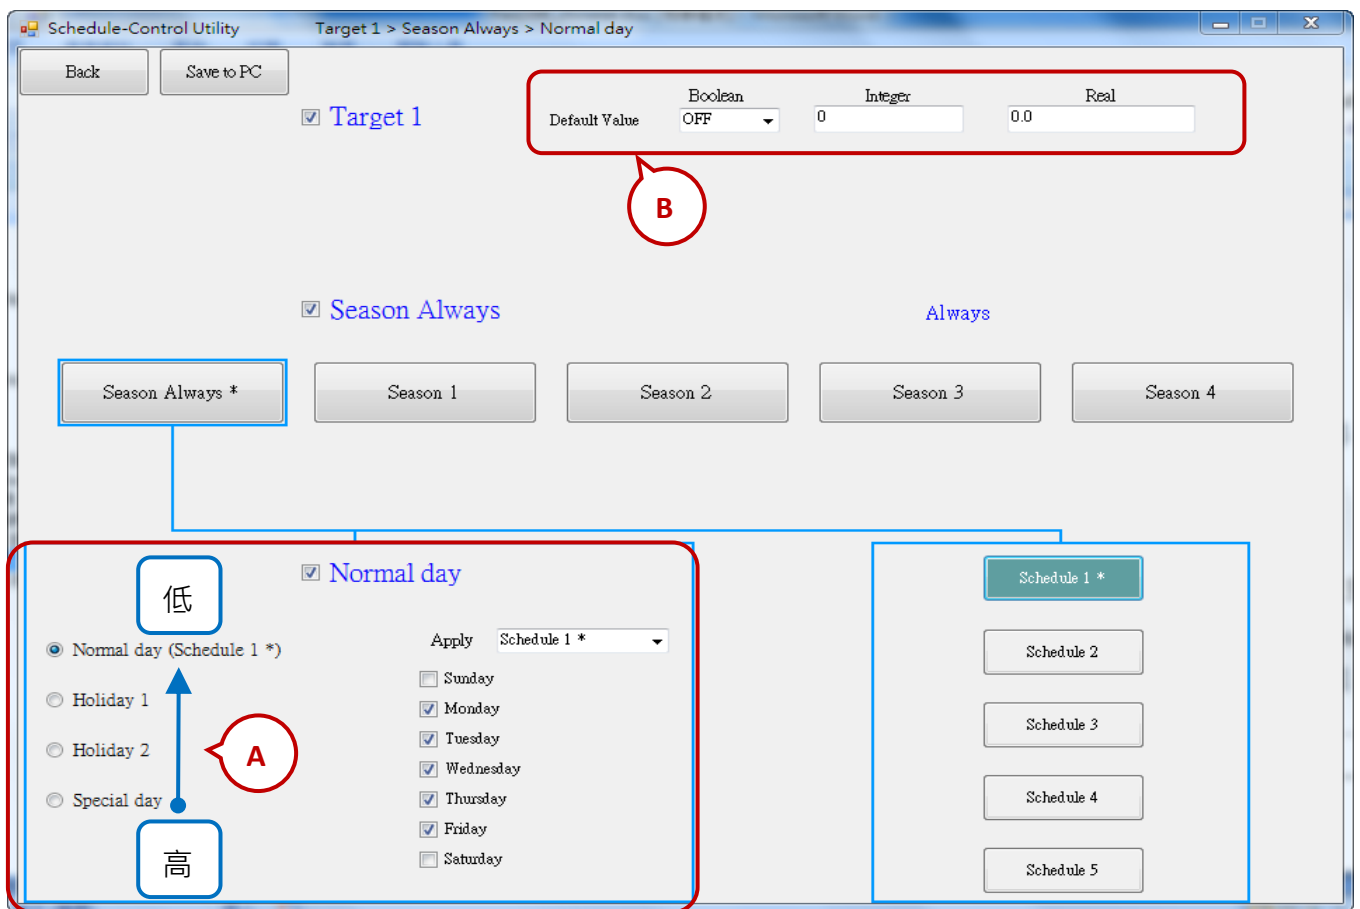 Schedule-Control Utility Target 1 > Season Always > Normal day
Back Save to PC
Boolean Integer Real
Target 1 Default Value OFF 0 0.0
B
Season Always Always
Season Always * Season 1 Season 2 Season 3 Season 4
低 Normal day Schedule 1 *
Normal day (Schedule 1 *) Apply Schedule 1 * Schedule 2
Sunday
Holiday 1 Monday
Tuesday Schedule 3
Holiday 2 A Wednesday
Special day Thursday Schedule 4
Friday
高 Saturday Schedule 5